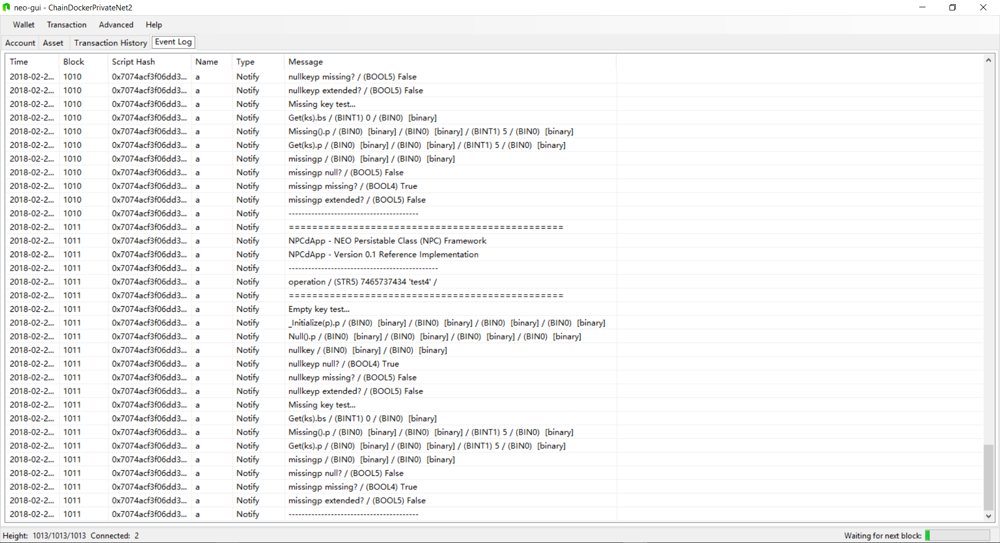 neo-gui - ChainDockerPrivateNet2
Wallet Transaction Advanced Help
Account Asset Transaction History Event Log
Time Block Script Hash Name Type Message
2018-02-2... 1010 0x7074acf3f06dd3... a Notify nullkeyp missing? / (BOOL5) False
2018-02-2... 1010 0x7074acf3f06dd3... a Notify nullkeyp extended? / (BOOL5) False
2018-02-2... 1010 0x7074acf3f06dd3... a Notify Missing key test...
2018-02-2... 1010 0x7074acf3f06dd3... a Notify Get(ks).bs / (BINT1) 0 / (BIN0) [binary]
2018-02-2... 1010 0x7074acf3f06dd3... a Notify Missing().p / (BIN0) [binary] / (BIN0) [binary] / (BINT1) 5 / (BIN0) [binary]
2018-02-2... 1010 0x7074acf3f06dd3... a Notify Get(ks).p / (BIN0) [binary] / (BIN0) [binary] / (BINT1) 5 / (BIN0) [binary]
2018-02-2... 1010 0x7074acf3f06dd3... a Notify missingp / (BIN0) [binary] / (BIN0) [binary]
2018-02-2... 1010 0x7074acf3f06dd3... a Notify missingp null? / (BOOL5) False
2018-02-2... 1010 0x7074acf3f06dd3... a Notify missingp missing? / (BOOL4) True
2018-02-2... 1010 0x7074acf3f06dd3... a Notify missingp extended? / (BOOL5) False
2018-02-2... 1010 0x7074acf3f06dd3... a Notify ----------------------------------------
2018-02-2... 1011 0x7074acf3f06dd3... a Notify ================================================
2018-02-2... 1011 0x7074acf3f06dd3... a Notify NPCdApp - NEO Persistable Class (NPC) Framework
2018-02-2... 1011 0x7074acf3f06dd3... a Notify NPCdApp - Version 0.1 Reference Implementation
2018-02-2... 1011 0x7074acf3f06dd3... a Notify ----------------------------------------------
2018-02-2... 1011 0x7074acf3f06dd3... a Notify operation / (STR5) 7465737434 'test4' /
2018-02-2... 1011 0x7074acf3f06dd3... a Notify ================================================
2018-02-2... 1011 0x7074acf3f06dd3... a Notify Empty key test...
2018-02-2... 1011 0x7074acf3f06dd3... a Notify _Initialize(p).p / (BIN0) [binary] / (BIN0) [binary] / (BIN0) [binary] / (BIN0) [binary]
2018-02-2... 1011 0x7074acf3f06dd3... a Notify Null().p / (BIN0) [binary] / (BIN0) [binary] / (BIN0) [binary] / (BIN0) [binary]
2018-02-2... 1011 0x7074acf3f06dd3... a Notify nullkey / (BIN0) [binary] / (BIN0) [binary]
2018-02-2... 1011 0x7074acf3f06dd3... a Notify nullkeyp null? / (BOOL4) True
2018-02-2... 1011 0x7074acf3f06dd3... a Notify nullkeyp missing? / (BOOL5) False
2018-02-2... 1011 0x7074acf3f06dd3... a Notify nullkeyp extended? / (BOOL5) False
2018-02-2... 1011 0x7074acf3f06dd3... a Notify Missing key test...
2018-02-2... 1011 0x7074acf3f06dd3... a Notify Get(ks).bs / (BINT1) 0 / (BIN0) [binary]
2018-02-2... 1011 0x7074acf3f06dd3... a Notify Missing().p / (BIN0) [binary] / (BIN0) [binary] / (BINT1) 5 / (BIN0) [binary]
2018-02-2... 1011 0x7074acf3f06dd3... a Notify Get(ks).p / (BIN0) [binary] / (BIN0) [binary] / (BINT1) 5 / (BIN0) [binary]
2018-02-2... 1011 0x7074acf3f06dd3... a Notify missingp / (BIN0) [binary] / (BIN0) [binary]
2018-02-2... 1011 0x7074acf3f06dd3... a Notify missingp null? / (BOOL5) False
2018-02-2... 1011 0x7074acf3f06dd3... a Notify missingp missing? / (BOOL4) True
2018-02-2... 1011 0x7074acf3f06dd3... a Notify missingp extended? / (BOOL5) False
2018-02-2... 1011 0x7074acf3f06dd3... a Notify ----------------------------------------
Height: 1013/1013/1013 Connected: 2 Waiting for next block: